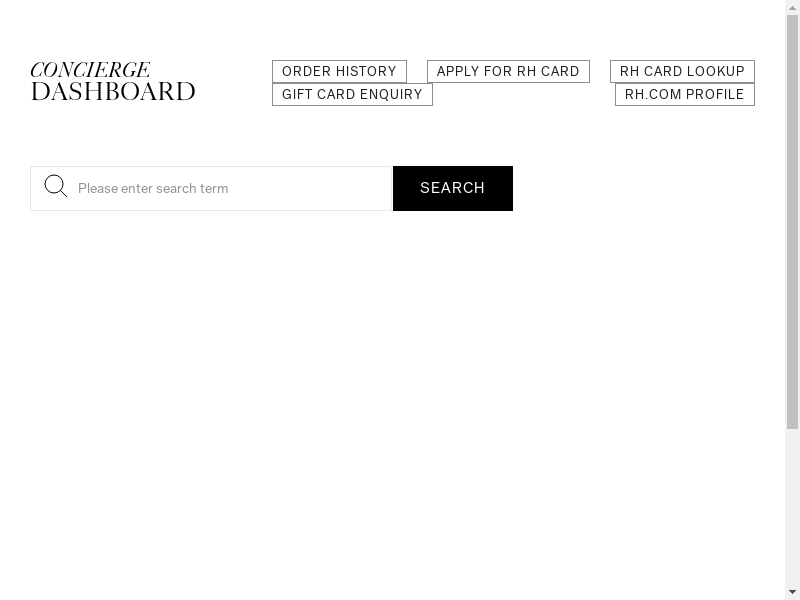 CONCIERGE
DASHBOARD
ORDER HISTORY
APPLY FOR RH CARD
RH CARD LOOKUP
GIFT CARD ENQUIRY
RH.COM PROFILE
Please enter search term
SEARCH